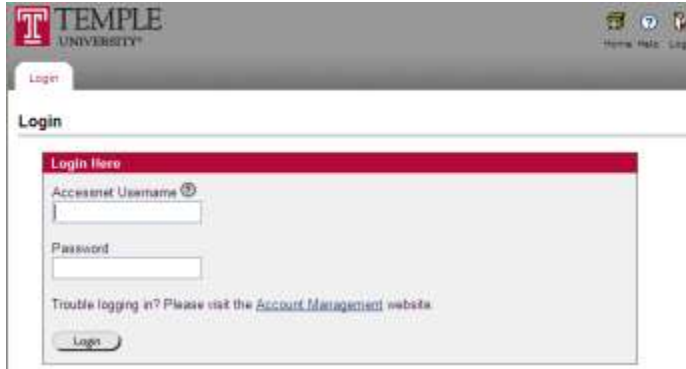 TEMPLE
UNIVERSITY®
Home Help Log
Login
Login
Login Here
Accessnet Username ?
Password
Trouble logging in? Please visit the Account Management website.
Login